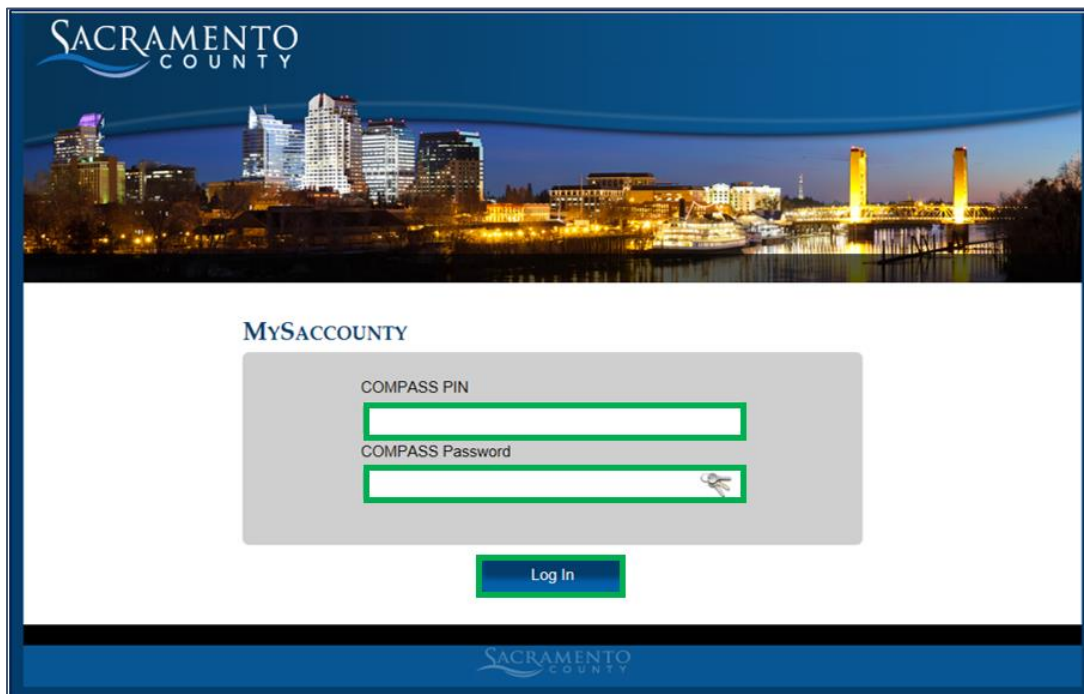 SACRAMENTO
COUNTY
MYSACCOUNTY
COMPASS PIN
COMPASS Password
Log In
SACRAMENTO
COUNTY